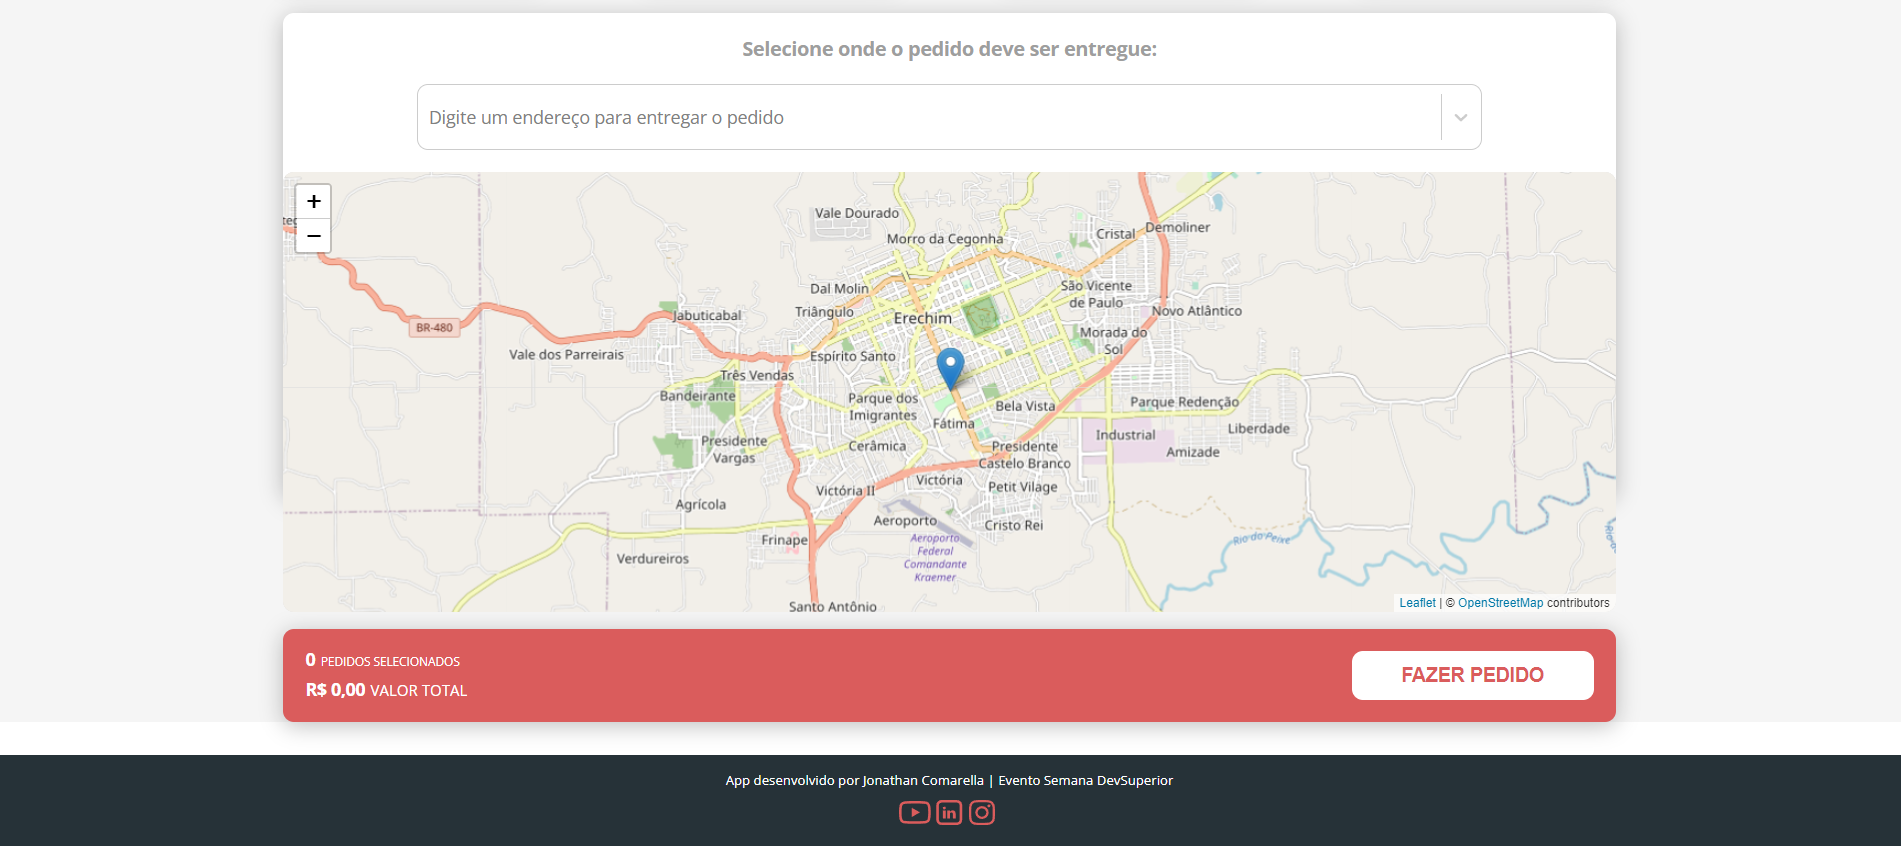 Selecione onde o pedido deve ser entregue:
Digite um endereço para entregar o pedido
+
−
Vale Dourado
Morro da Cegonha
Cristal
Demoliner
Dal Molin
Triângulo
Erechim
São Vicente
de Paulo
Novo Atlântico
Jabuticabal
BR-480
Vale dos Parreirais
Espírito Santo
Morada do
Sol
Três Vendas
Bandeirante
Parque dos
Imigrantes
Bela Vista
Parque Redenção
Fátima
Liberdade
Presidente
Vargas
Cerâmica
Presidente
Castelo Branco
Industrial
Amizade
Victória II
Victória
Petit Vilage
Agrícola
Aeroporto
Cristo Rei
Finape
Aeroporto
Federal
Comandante
Kraemer
Rio do Peixe
Verdureiros
Santo Antônio
Leaflet | © OpenStreetMap contributors
0 PEDIDOS SELECIONADOS
R$ 0,00 VALOR TOTAL
FAZER PEDIDO
App desenvolvido por Jonathan Comarella | Evento Semana DevSuperior